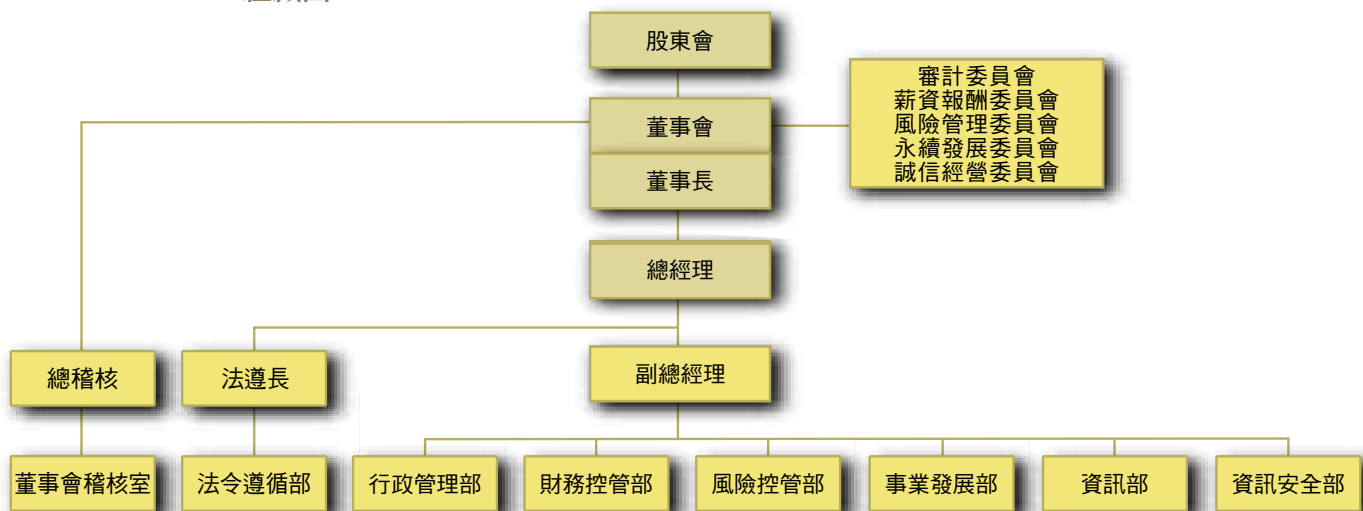 股東會
審計委員會
薪資報酬委員會
風險管理委員會
永續發展委員會
誠信經營委員會
董事會
董事長
總經理
總稽核
法遵長
副總經理
董事會稽核室
法令遵循部
行政管理部
財務控管部
風險控管部
事業發展部
資訊部
資訊安全部